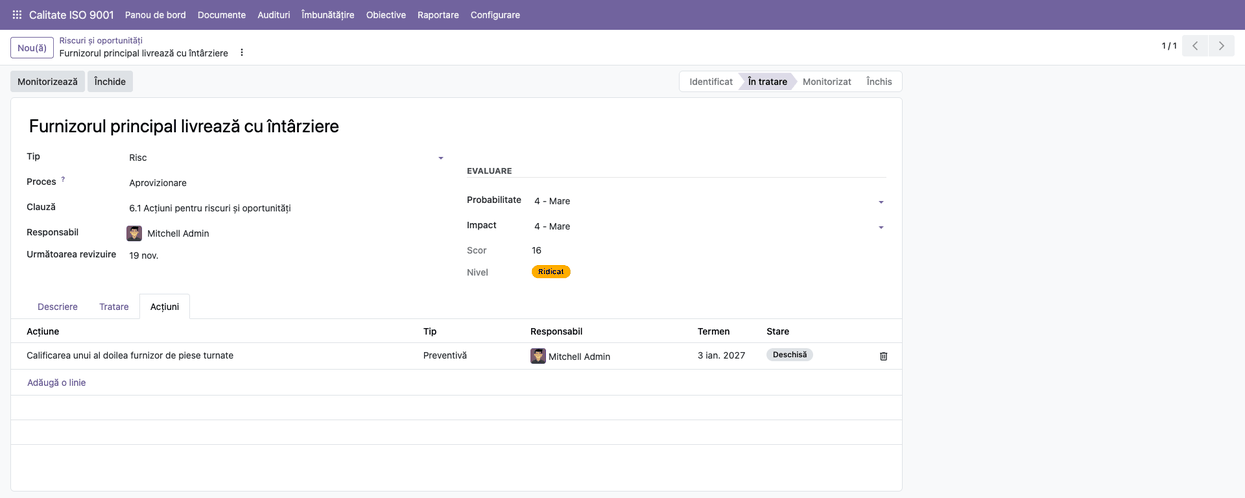 Calitate ISO 9001 Panou de bord Documente Audituri Îmbunătățire Obiective Raportare Configurare
Nou(ă) Riscuri și oportunități
Furnizorul principal livrează cu întârziere
1 / 1
Monitorizează Închide Identificat În tratare Monitorizat Închis
Furnizorul principal livrează cu întârziere
Tip Risc
Proces ? Aprovizionare
Clauză 6.1 Acțiuni pentru riscuri și oportunități
Responsabil Mitchell Admin
Următoarea revizuire 19 nov.
EVALUARE
Probabilitate 4 - Mare
Impact 4 - Mare
Scor 16
Nivel Ridicat
Descriere Tratare Acțiuni
Acțiune Tip Responsabil Termen Stare
Calificarea unui al doilea furnizor de piese turnate Preventivă Mitchell Admin 3 ian. 2027 Deschisă
Adăugă o linie